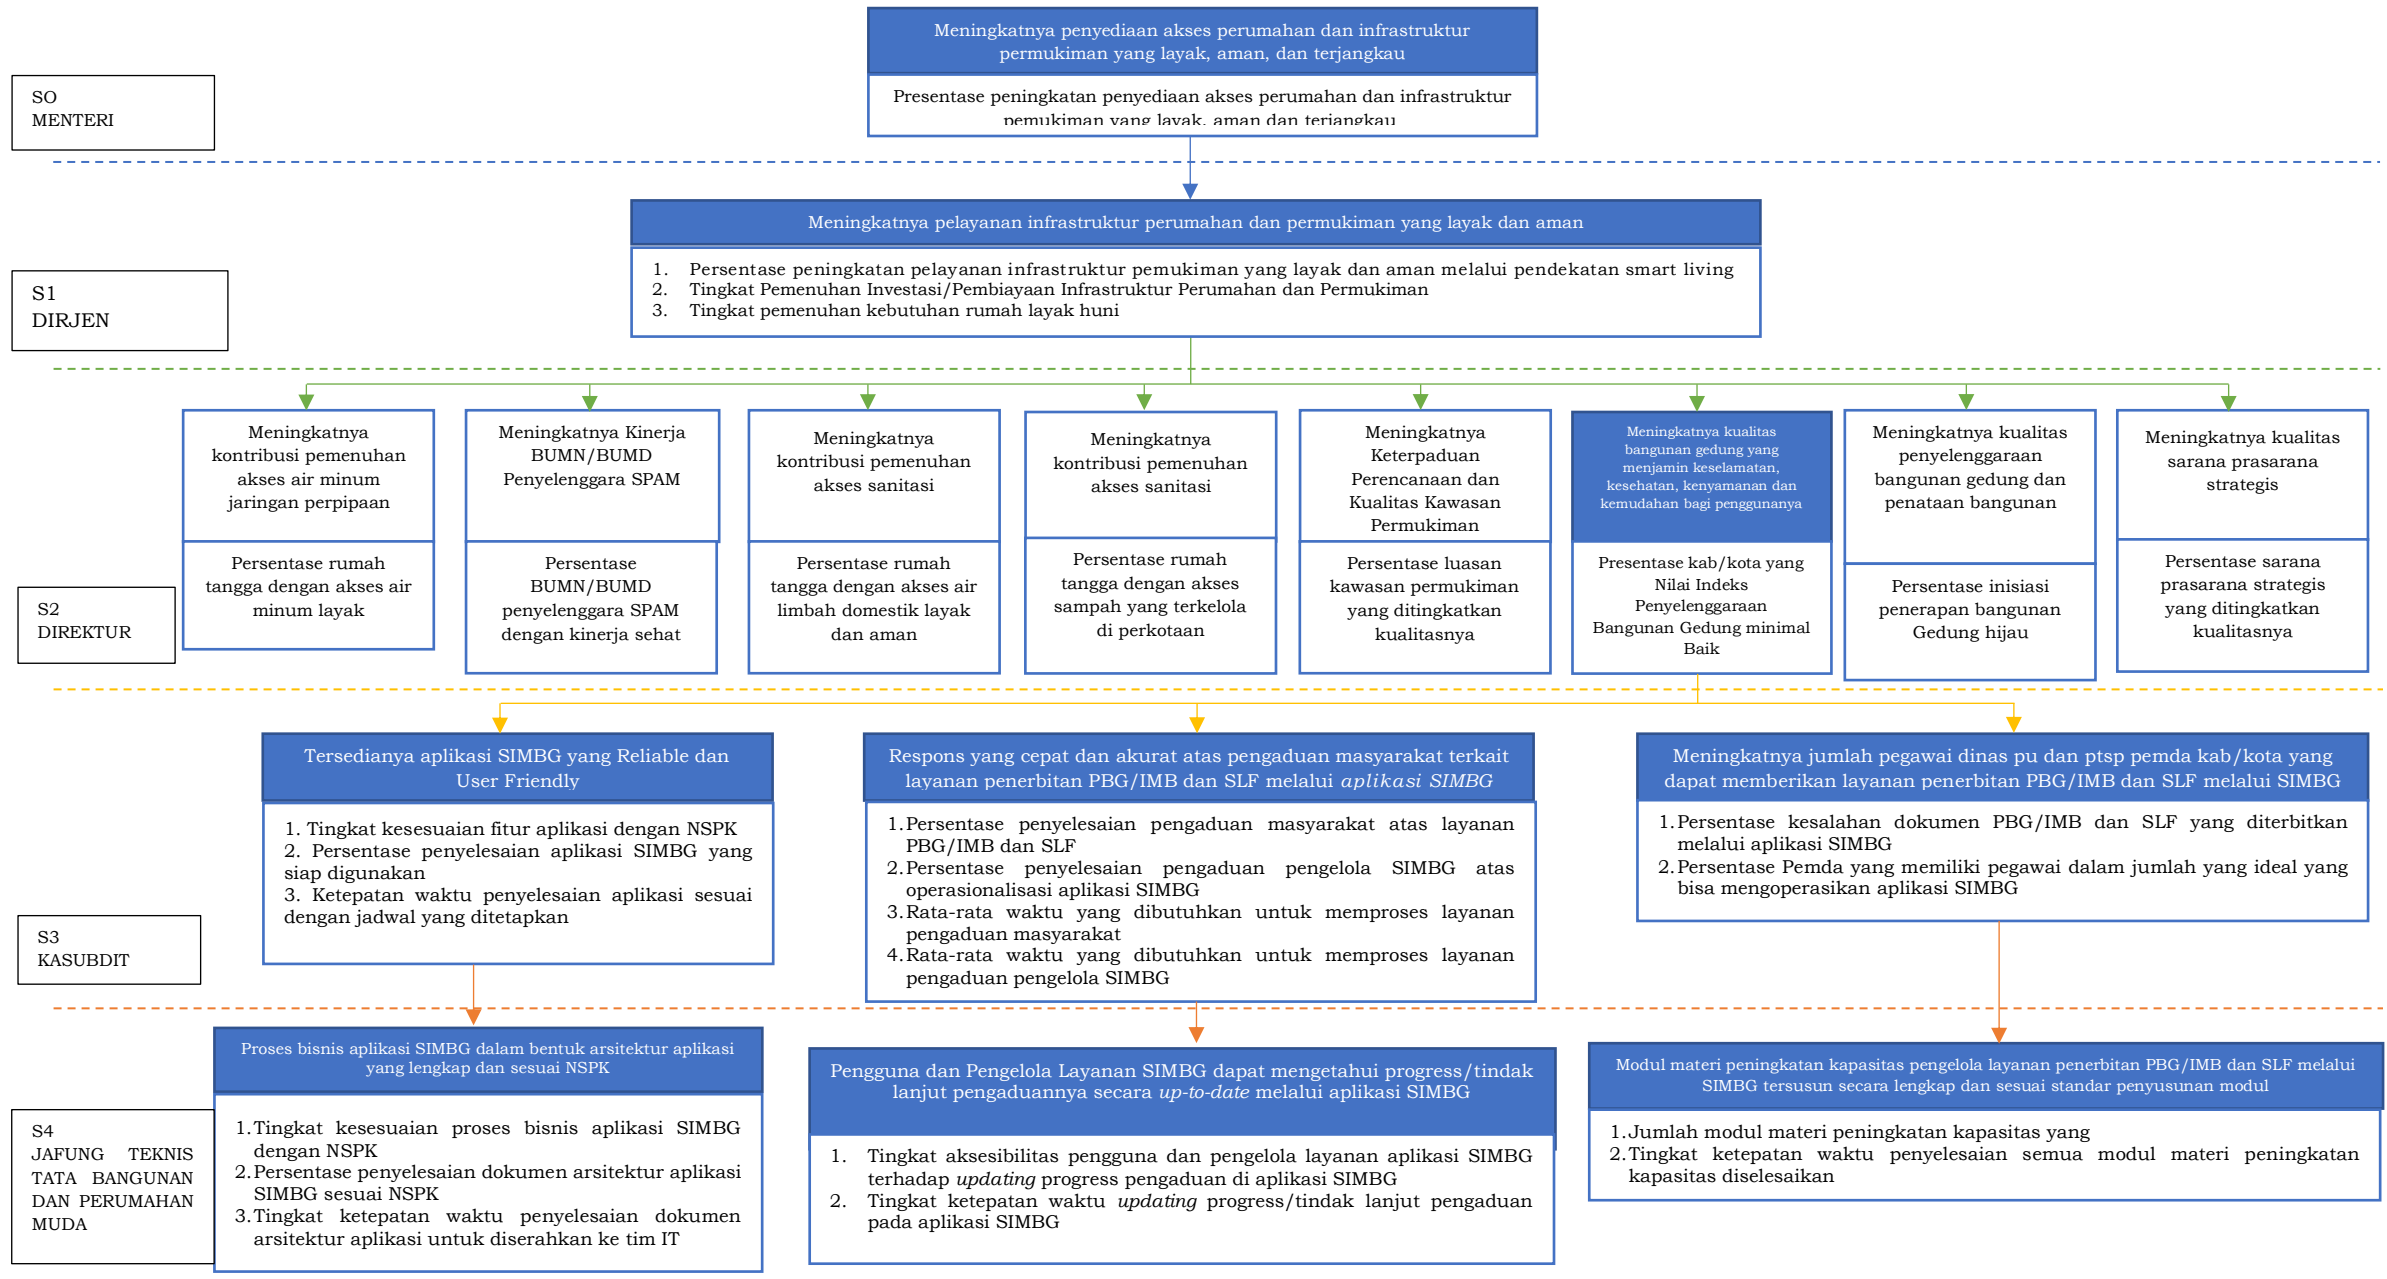 Meningkatnya penyediaan akses perumahan dan infrastruktur
permukiman yang layak, aman, dan terjangkau
Presentase peningkatan penyediaan akses perumahan dan infrastruktur
pemukiman yang layak, aman dan terjangkau
SO
MENTERI
Meningkatnya pelayanan infrastruktur perumahan dan permukiman yang layak dan aman
1. Persentase peningkatan pelayanan infrastruktur pemukiman yang layak dan aman melalui pendekatan smart living
2. Tingkat Pemenuhan Investasi/Pembiayaan Infrastruktur Perumahan dan Permukiman
3. Tingkat pemenuhan kebutuhan rumah layak huni
S1
DIRJEN
Meningkatnya
kontribusi pemenuhan
akses air minum
jaringan perpipaan
Persentase rumah
tangga dengan akses air
minum layak
Meningkatnya Kinerja
BUMN/BUMD
Penyelenggara SPAM
Persentase
BUMN/BUMD
penyelenggara SPAM
dengan kinerja sehat
Meningkatnya
kontribusi pemenuhan
akses sanitasi
Persentase rumah
tangga dengan akses air
limbah domestik layak
dan aman
Meningkatnya
kontribusi pemenuhan
akses sanitasi
Persentase rumah
tangga dengan akses
sampah yang terkelola
di perkotaan
Meningkatnya
Keterpaduan
Perencanaan dan
Kualitas Kawasan
Permukiman
Persentase luasan
kawasan permukiman
yang ditingkatkan
kualitasnya
Meningkatnya kualitas
bangunan gedung yang
menjamin keselamatan,
kesehatan, kenyamanan dan
kemudahan bagi penggunanya
Presentase kab/kota yang
Nilai Indeks
Penyelenggaraan
Bangunan Gedung minimal
Baik
Meningkatnya kualitas
penyelenggaraan
bangunan gedung dan
penataan bangunan
Persentase inisiasi
penerapan bangunan
Gedung hijau
Meningkatnya kualitas
sarana prasarana
strategis
Persentase sarana
prasarana strategis
yang ditingkatkan
kualitasnya
S2
DIREKTUR
Tersedianya aplikasi SIMBG yang Reliable dan
User Friendly
1. Tingkat kesesuaian fitur aplikasi dengan NSPK
2. Persentase penyelesaian aplikasi SIMBG yang
siap digunakan
3. Ketepatan waktu penyelesaian aplikasi sesuai
dengan jadwal yang ditetapkan
Respons yang cepat dan akurat atas pengaduan masyarakat terkait
layanan penerbitan PBG/IMB dan SLF melalui aplikasi SIMBG
1. Persentase penyelesaian pengaduan masyarakat atas layanan
PBG/IMB dan SLF
2. Persentase penyelesaian pengaduan pengelola SIMBG atas
operasionalisasi aplikasi SIMBG
3. Rata-rata waktu yang dibutuhkan untuk memproses layanan
pengaduan masyarakat
4. Rata-rata waktu yang dibutuhkan untuk memproses layanan
pengaduan pengelola SIMBG
Meningkatnya jumlah pegawai dinas pu dan ptsp pemda kab/kota yang
dapat memberikan layanan penerbitan PBG/IMB dan SLF melalui SIMBG
1. Persentase kesalahan dokumen PBG/IMB dan SLF yang diterbitkan
melalui aplikasi SIMBG
2. Persentase Pemda yang memiliki pegawai dalam jumlah yang ideal yang
bisa mengoperasikan aplikasi SIMBG
S3
KASUBDIT
Proses bisnis aplikasi SIMBG dalam bentuk arsitektur aplikasi
yang lengkap dan sesuai NSPK
1. Tingkat kesesuaian proses bisnis aplikasi SIMBG
dengan NSPK
2. Persentase penyelesaian dokumen arsitektur aplikasi
SIMBG sesuai NSPK
3. Tingkat ketepatan waktu penyelesaian dokumen
arsitektur aplikasi untuk diserahkan ke tim IT
Pengguna dan Pengelola Layanan SIMBG dapat mengetahui progress/tindak
lanjut pengaduannya secara up-to-date melalui aplikasi SIMBG
1. Tingkat aksesibilitas pengguna dan pengelola layanan aplikasi SIMBG
terhadap updating progress pengaduan di aplikasi SIMBG
2. Tingkat ketepatan waktu updating progress/tindak lanjut pengaduan
pada aplikasi SIMBG
Modul materi peningkatan kapasitas pengelola layanan penerbitan PBG/IMB dan SLF melalui
SIMBG tersusun secara lengkap dan sesuai standar penyusunan modul
1. Jumlah modul materi peningkatan kapasitas yang
2. Tingkat ketepatan waktu penyelesaian semua modul materi peningkatan
kapasitas diselesaikan
S4
JAFUNG TEKNIS
TATA BANGUNAN
DAN PERUMAHAN
MUDA